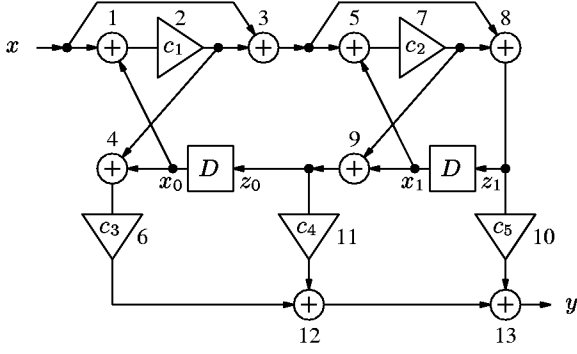 1 2 3 5 7 8
x + c₁ + + c₂ +
4 9
+ x₀ D z₀ + x₁ D z₁
c₃ 6 c₄ 11 c₅ 10
+ + y
12 13